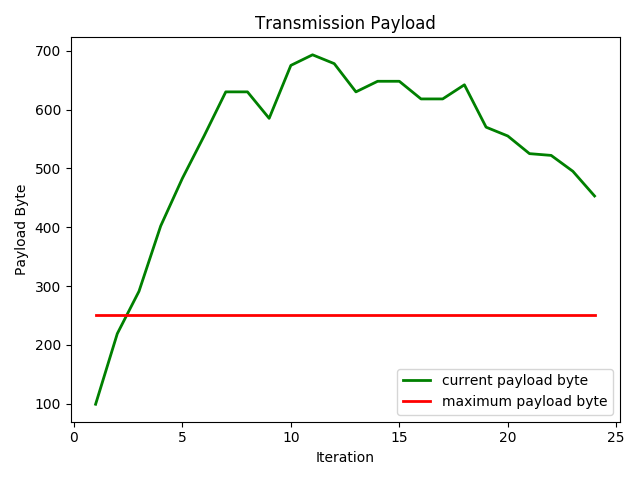 Transmission Payload
Payload Byte
700
600
500
400
300
200
100
current payload byte
maximum payload byte
0 5 10 15 20 25
Iteration